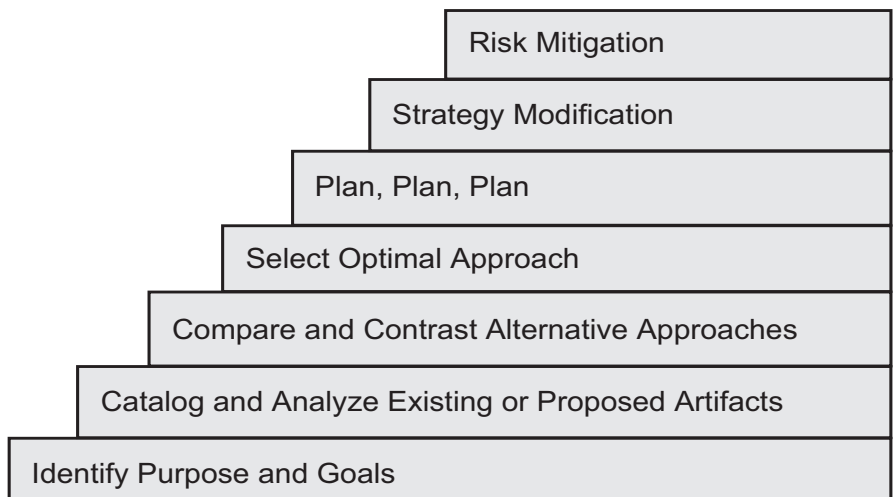 Risk Mitigation
Strategy Modification
Plan, Plan, Plan
Select Optimal Approach
Compare and Contrast Alternative Approaches
Catalog and Analyze Existing or Proposed Artifacts
Identify Purpose and Goals